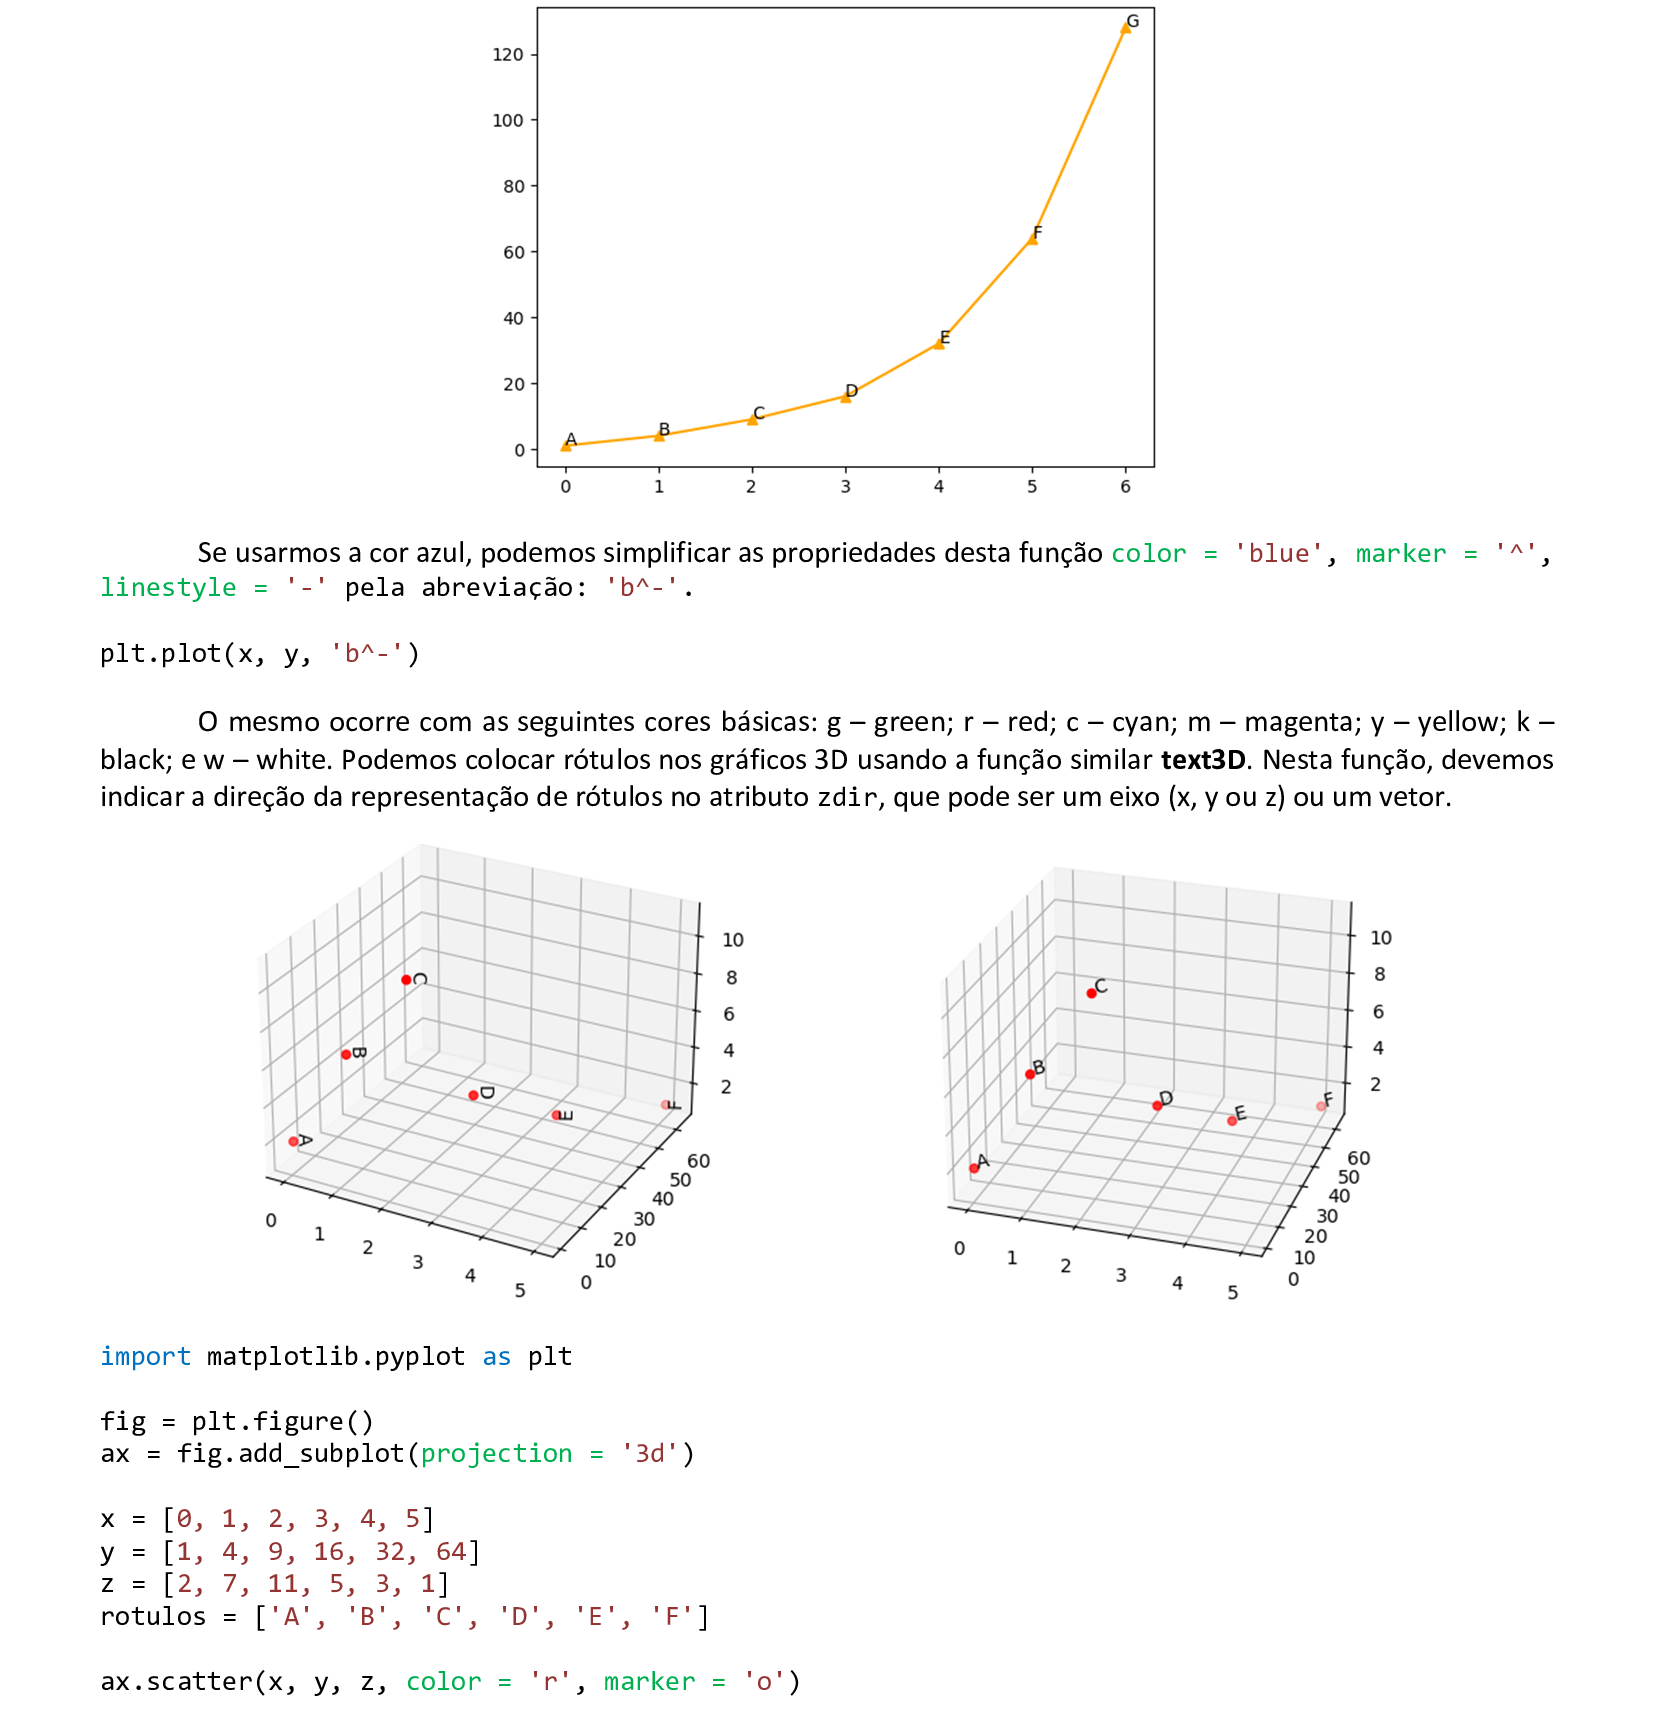 G
120
100
80
60
40
20
0
F
E
D
C
B
A
0 1 2 3 4 5 6
Se usarmos a cor azul, podemos simplificar as propriedades desta função color = 'blue', marker = '^',
linestyle = '-' pela abreviação: 'b^-'.
plt.plot(x, y, 'b^-')
O mesmo ocorre com as seguintes cores básicas: g – green; r – red; c – cyan; m – magenta; y – yellow; k –
black; e w – white. Podemos colocar rótulos nos gráficos 3D usando a função similar text3D. Nesta função, devemos
indicar a direção da representação de rótulos no atributo zdir, que pode ser um eixo (x, y ou z) ou um vetor.
10
8
6
4
2
C
B
D
E
F
A
60
50
40
30
20
10
0
0 1 2 3 4 5
10
8
6
4
2
C
B
D
E
F
A
60
50
40
30
20
10
0
0 1 2 3 4 5
import matplotlib.pyplot as plt
fig = plt.figure()
ax = fig.add_subplot(projection = '3d')
x = [0, 1, 2, 3, 4, 5]
y = [1, 4, 9, 16, 32, 64]
z = [2, 7, 11, 5, 3, 1]
rotulos = ['A', 'B', 'C', 'D', 'E', 'F']
ax.scatter(x, y, z, color = 'r', marker = 'o')